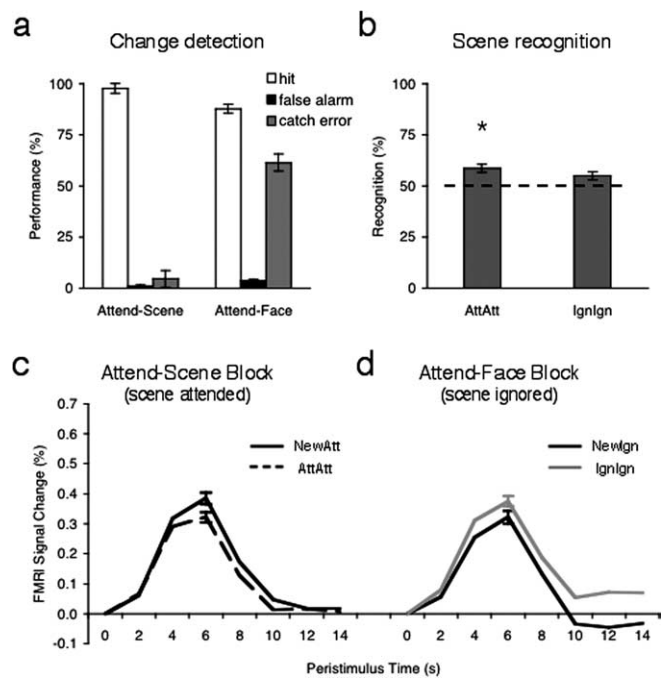 a
Change detection
100
75
50
25
0
Performance (%)
hit
false alarm
catch error
Attend-Scene
Attend-Face
b
Scene recognition
100
75
50
25
0
Recognition (%)
*
AttAtt
IgnIgn
c
Attend-Scene Block
(scene attended)
0.7
0.6
0.5
0.4
0.3
0.2
0.1
0.0
-0.1
FMRI Signal Change (%)
NewAtt
AttAtt
0 2 4 6 8 10 12 14
d
Attend-Face Block
(scene ignored)
NewIgn
IgnIgn
0 2 4 6 8 10 12 14
Peristimulus Time (s)